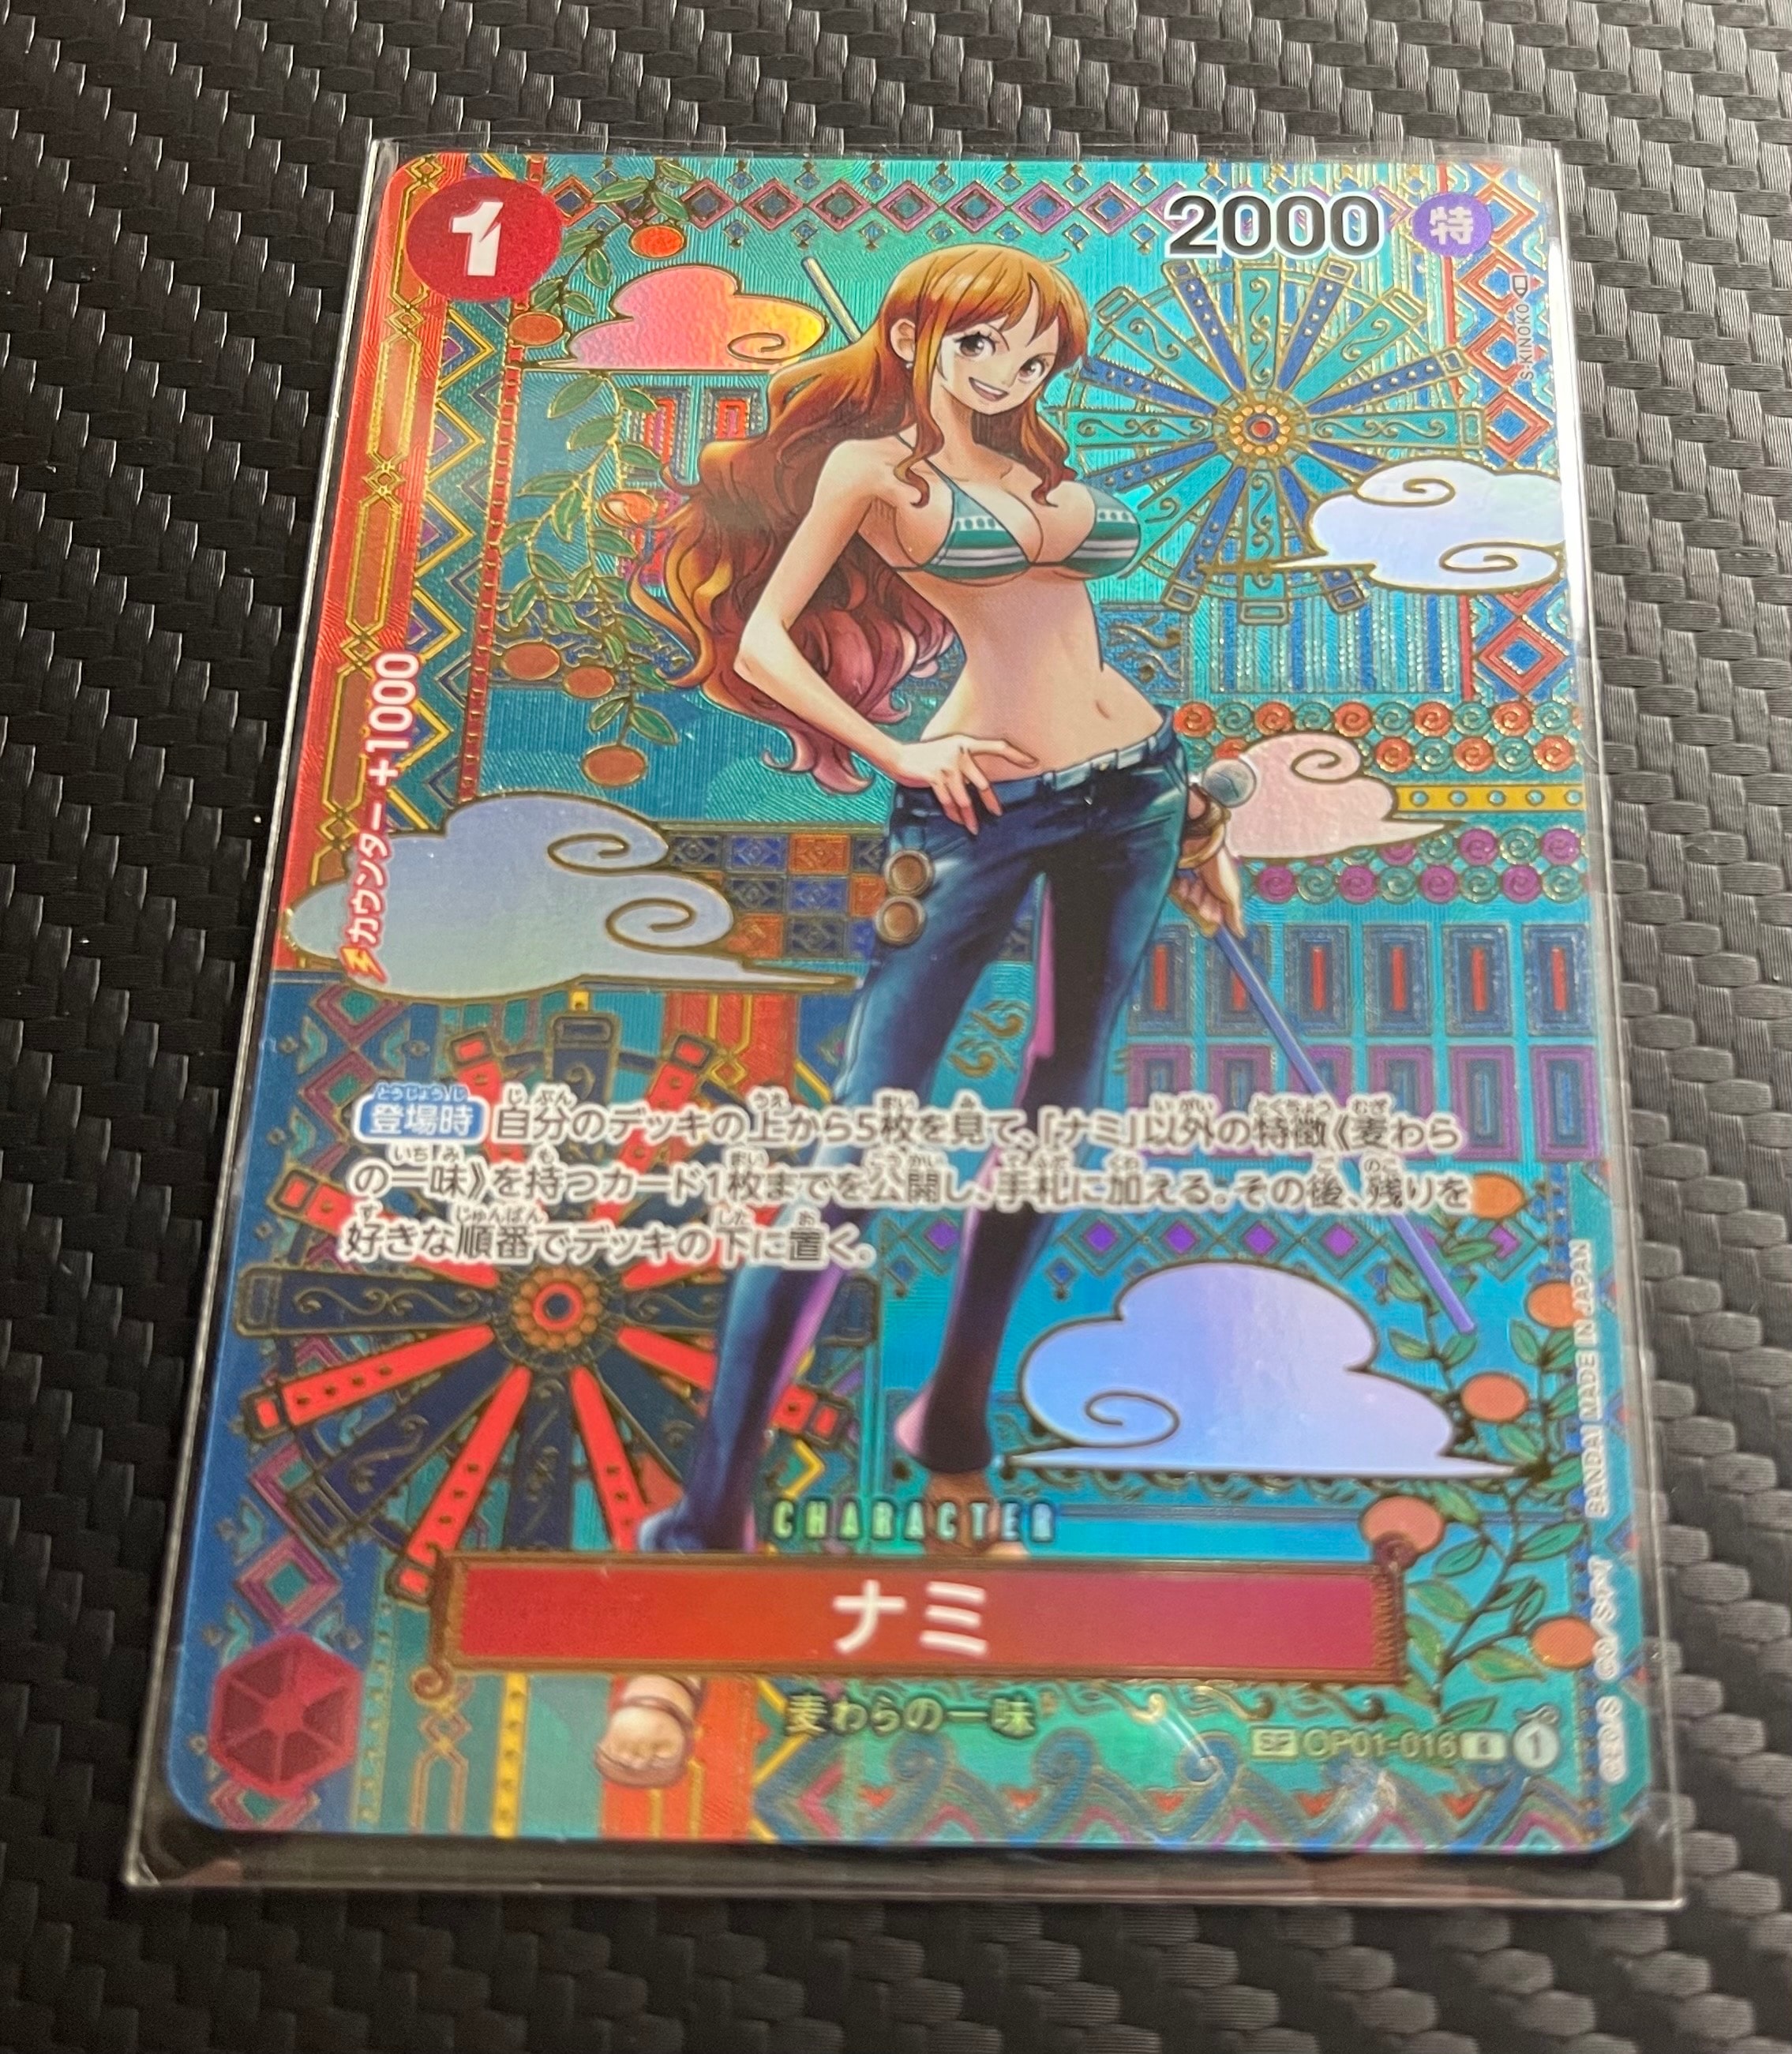 1
2000
特
S-KINOKO
カウンター+1000
登場時 自分のデッキの上から5枚を見て、「ナミ」以外の特徴《麦わら
の一味》を持つカード1枚までを公開し、手札に加える。その後、残りを
好きな順番でデッキの下に置く。
BANDAI MADE IN JAPAN
CHARACTER
ナミ
麦わらの一味
SP OP01-016 R 1